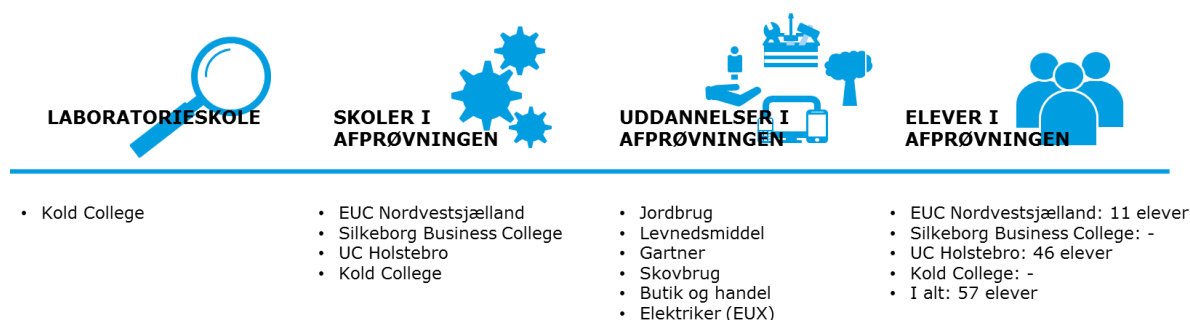 LABORATORIESKOLE
• Kold College
SKOLER I
AFPRØVNINGEN
• EUC Nordvestsjælland
• Silkeborg Business College
• UC Holstebro
• Kold College
UDDANNELSER I
AFPRØVNINGEN
• Jordbrug
• Levnedsmiddel
• Gartner
• Skovbrug
• Butik og handel
• Elektriker (EUX)
ELEVER I
AFPRØVNINGEN
• EUC Nordvestsjælland: 11 elever
• Silkeborg Business College: -
• UC Holstebro: 46 elever
• Kold College: -
• I alt: 57 elever